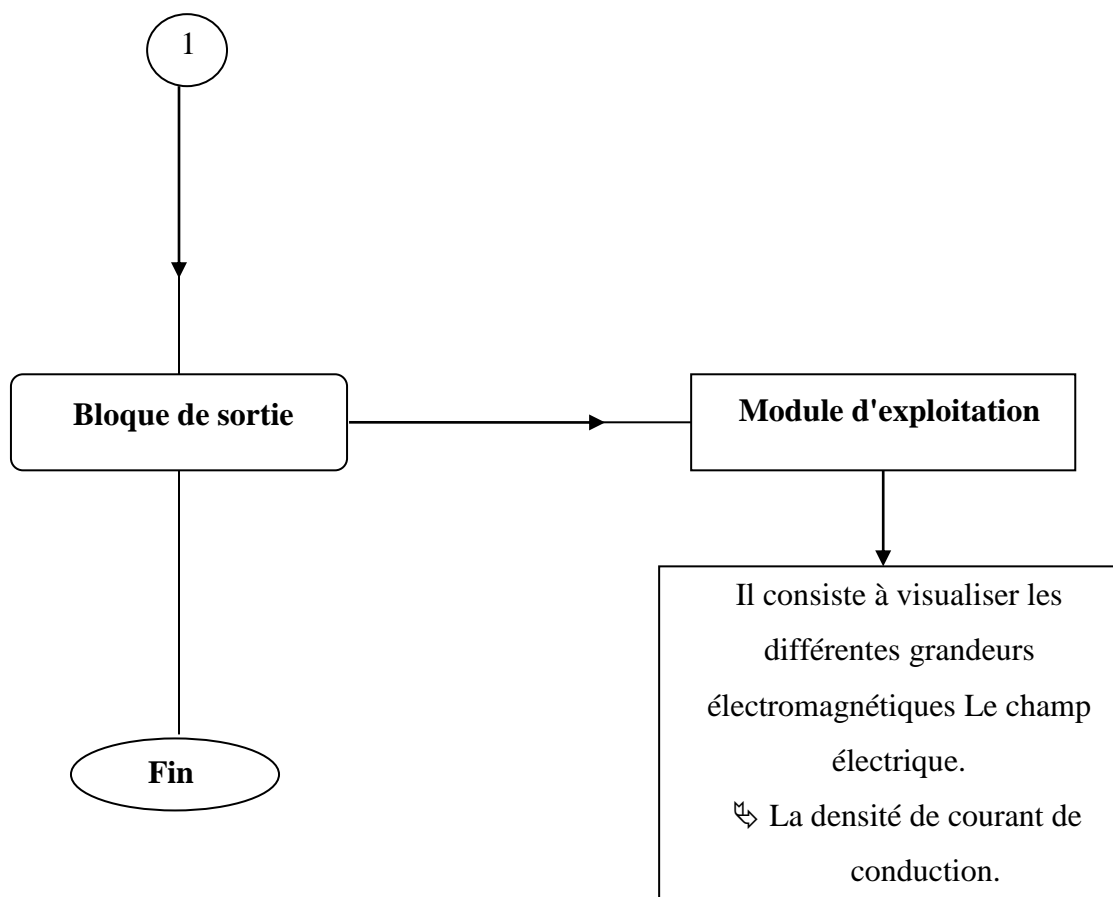 1
Bloque de sortie
Module d'exploitation
Il consiste à visualiser les
différentes grandeurs
électromagnétiques Le champ
électrique.
La densité de courant de
conduction.
Fin